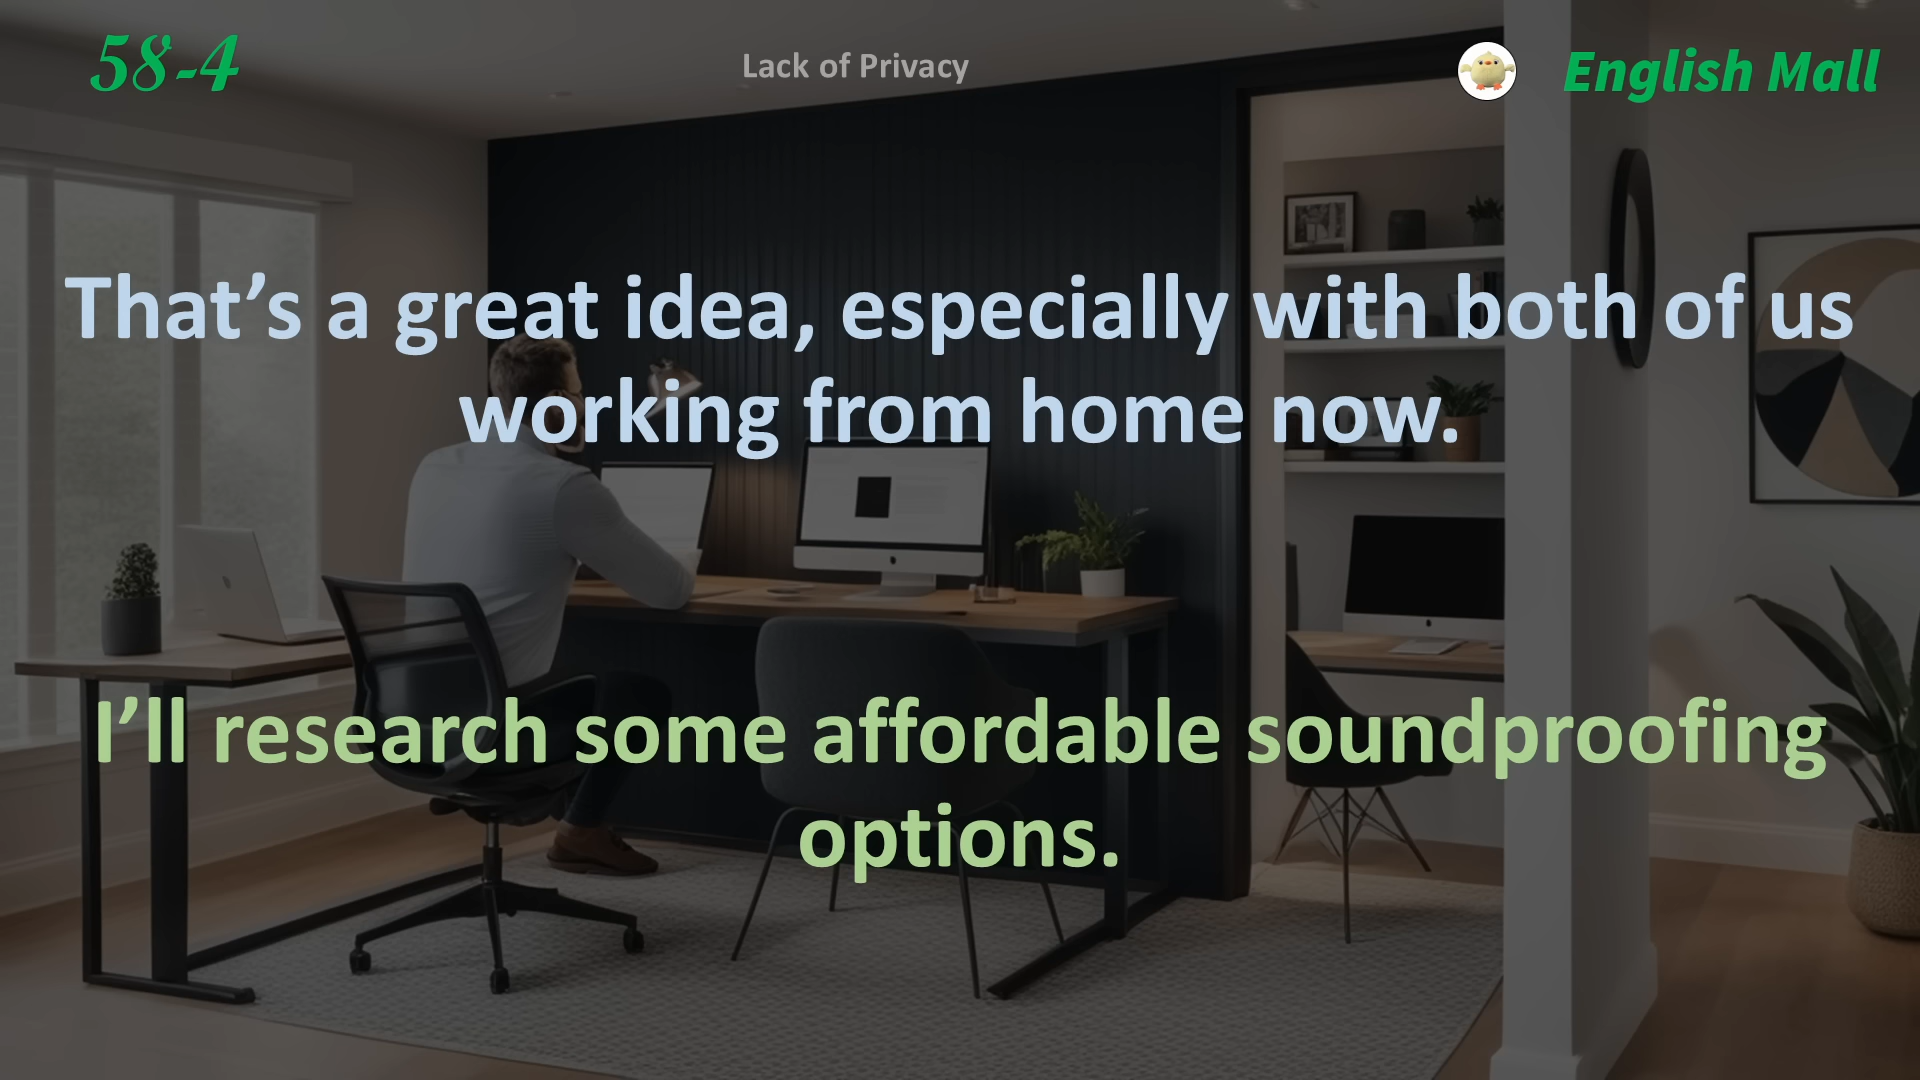 58-4
Lack of Privacy
English Mall
That’s a great idea, especially with both of us
working from home now.
I’ll research some affordable soundproofing
options.